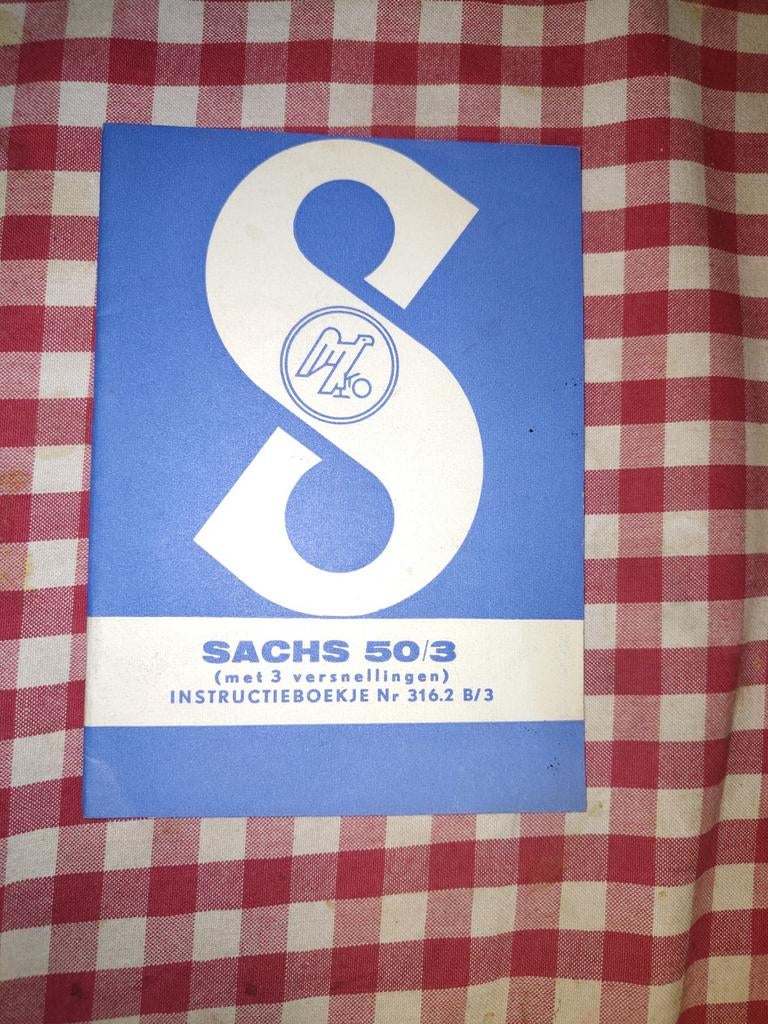 S
SACHS 50/3
(met 3 versnellingen)
INSTRUCTIEBOEKJE Nr 316.2 B/3